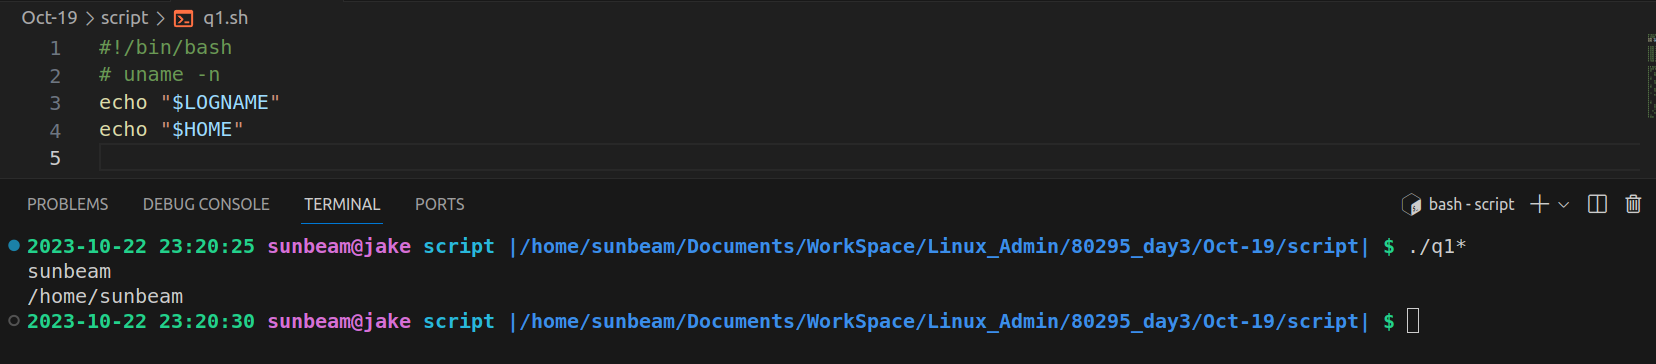 Oct-19 > script > q1.sh
1 #!/bin/bash
2 # uname -n
3 echo "$LOGNAME"
4 echo "$HOME"
5
PROBLEMS DEBUG CONSOLE TERMINAL PORTS bash - script
2023-10-22 23:20:25 sunbeam@jake script |/home/sunbeam/Documents/WorkSpace/Linux_Admin/80295_day3/Oct-19/script| $ ./q1*
sunbeam
/home/sunbeam
2023-10-22 23:20:30 sunbeam@jake script |/home/sunbeam/Documents/WorkSpace/Linux_Admin/80295_day3/Oct-19/script| $